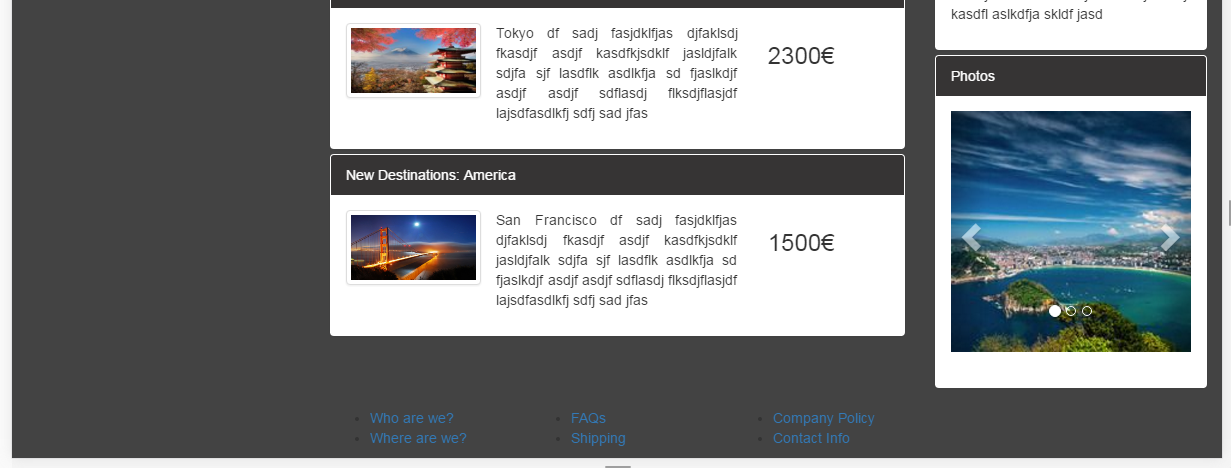 Tokyo df sadj fasjdklfjas djfaklsdj
fkasdjf asdjf kasdfkjsdklf jasldjfalk
sdjfa sjf lasdflk asdlkfja sd fjaslkdjf
asdjf asdjf sdflasdj flksdjflasjdf
lajsdfasdlkfj sdfj sad jfas
2300€
New Destinations: America
San Francisco df sadj fasjdklfjas
djfaklsdj fkasdjf asdjf kasdfkjsdklf
jasldjfalk sdjfa sjf lasdflk asdlkfja sd
fjaslkdjf asdjf asdjf sdflasdj flksdjflasjdf
lajsdfasdlkfj sdfj sad jfas
1500€
kasdfl aslkdfja skldf jasd
Photos
Who are we?
Where are we?
FAQs
Shipping
Company Policy
Contact Info